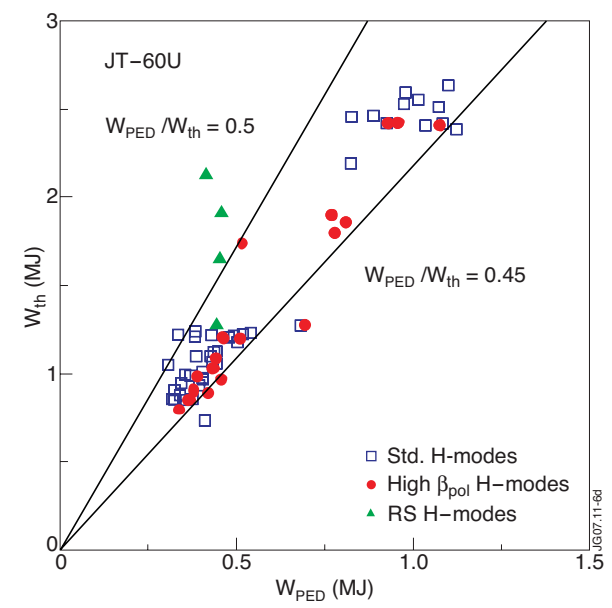 3
JT−60U
W_PED /W_th = 0.5
2
W_th (MJ)
W_PED /W_th = 0.45
1
Std. H-modes
High β_pol H−modes
RS H−modes
0
0 0.5 1.0 1.5
W_PED (MJ)
JG07.11-6d